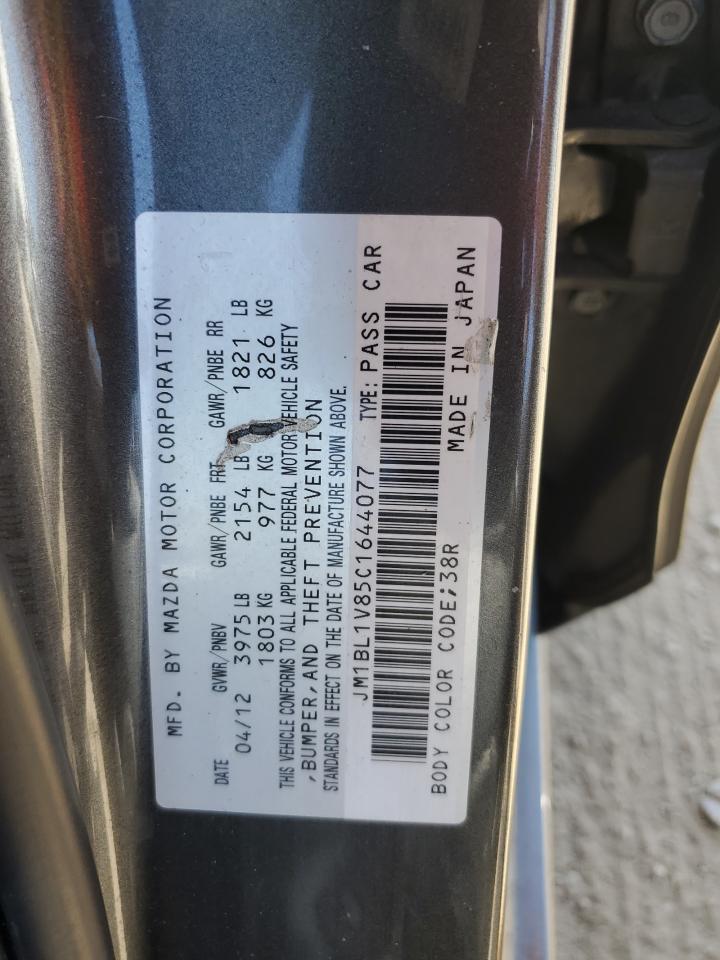 MFD. BY MAZDA MOTOR CORPORATION
DATE GVWR/PNBV GAWR/PNBE FRT GAWR/PNBE RR
04/12 3975 LB 2154 LB 1821 LB
1803 KG 977 KG 826 KG
THIS VEHICLE CONFORMS TO ALL APPLICABLE FEDERAL MOTOR VEHICLE SAFETY
,BUMPER,AND THEFT PREVENTION
STANDARDS IN EFFECT ON THE DATE OF MANUFACTURE SHOWN ABOVE.
JM1BL1V85C1644077 TYPE: PASS CAR
BODY COLOR CODE;38R MADE IN JAPAN